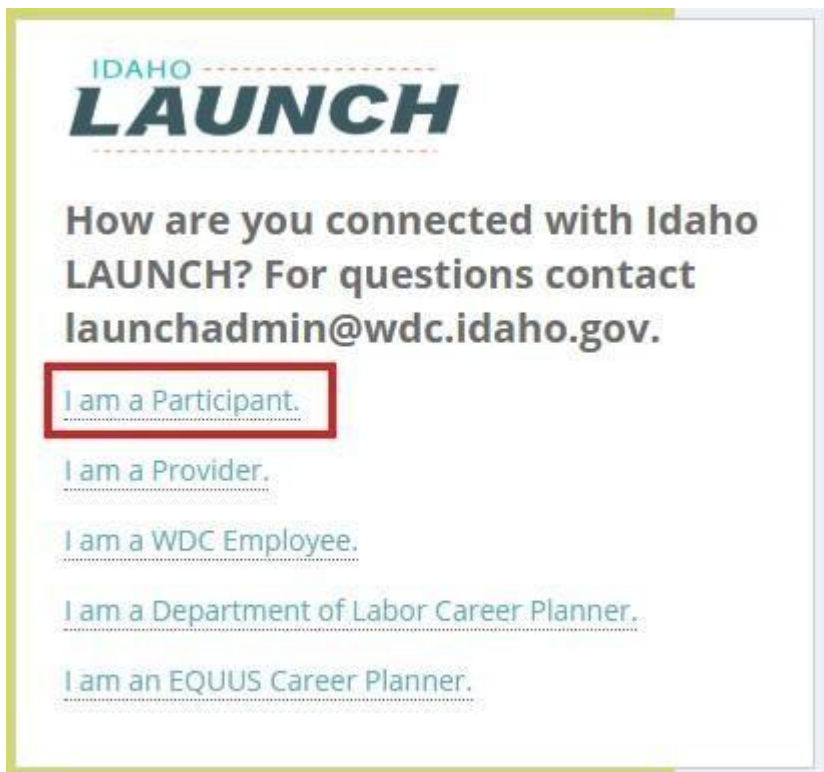 IDAHO
LAUNCH
How are you connected with Idaho
LAUNCH? For questions contact
launchadmin@wdc.idaho.gov.
I am a Participant.
I am a Provider.
I am a WDC Employee.
I am a Department of Labor Career Planner.
I am an EQUUS Career Planner.